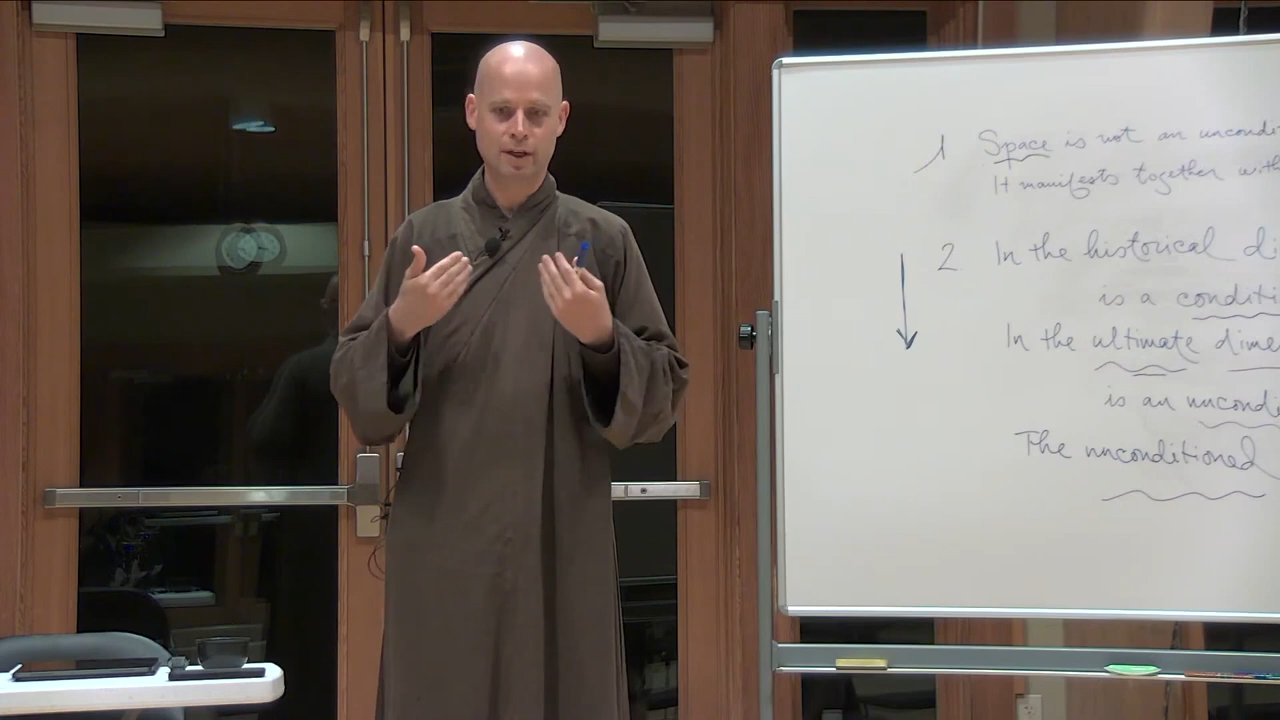 1 Space is not an uncondi
It manifests together with
2 In the historical di
is a conditi
In the ultimate dime
is an uncondi
The unconditioned